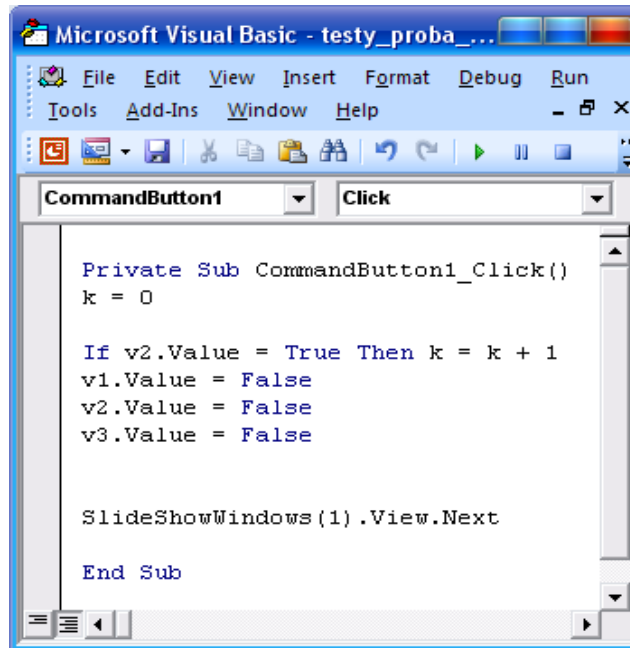 Microsoft Visual Basic - testy_proba_...
File Edit View Insert Format Debug Run
Tools Add-Ins Window Help
CommandButton1 Click
Private Sub CommandButton1_Click()
k = 0
If v2.Value = True Then k = k + 1
v1.Value = False
v2.Value = False
v3.Value = False
SlideShowWindows(1).View.Next
End Sub